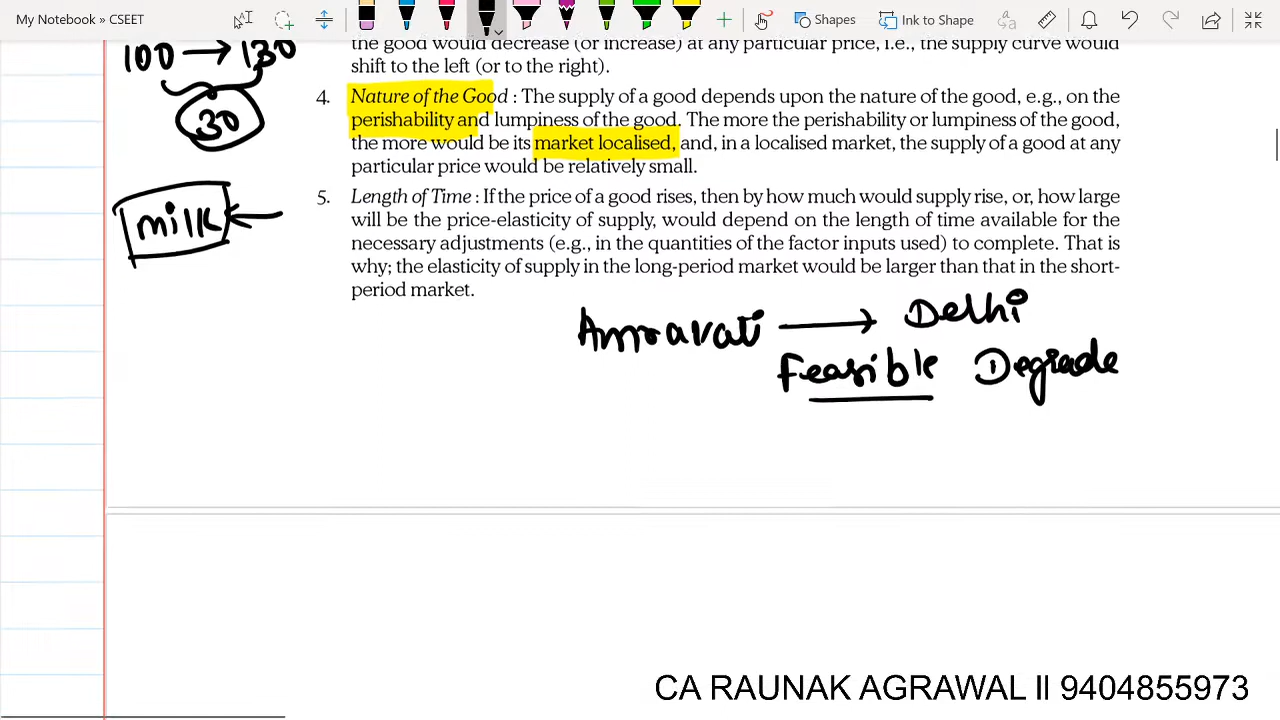 My Notebook » CSEET
Shapes
Ink to Shape
100 → 130
30
the good would decrease (or increase) at any particular price, i.e., the supply curve would
shift to the left (or to the right).
4. Nature of the Good : The supply of a good depends upon the nature of the good, e.g., on the
perishability and lumpiness of the good. The more the perishability or lumpiness of the good,
the more would be its market localised, and, in a localised market, the supply of a good at any
particular price would be relatively small.
milk
5. Length of Time : If the price of a good rises, then by how much would supply rise, or, how large
will be the price-elasticity of supply, would depend on the length of time available for the
necessary adjustments (e.g., in the quantities of the factor inputs used) to complete. That is
why; the elasticity of supply in the long-period market would be larger than that in the short-
period market.
Amravati → Delhi
Feasible Degrade
CA RAUNAK AGRAWAL II 9404855973